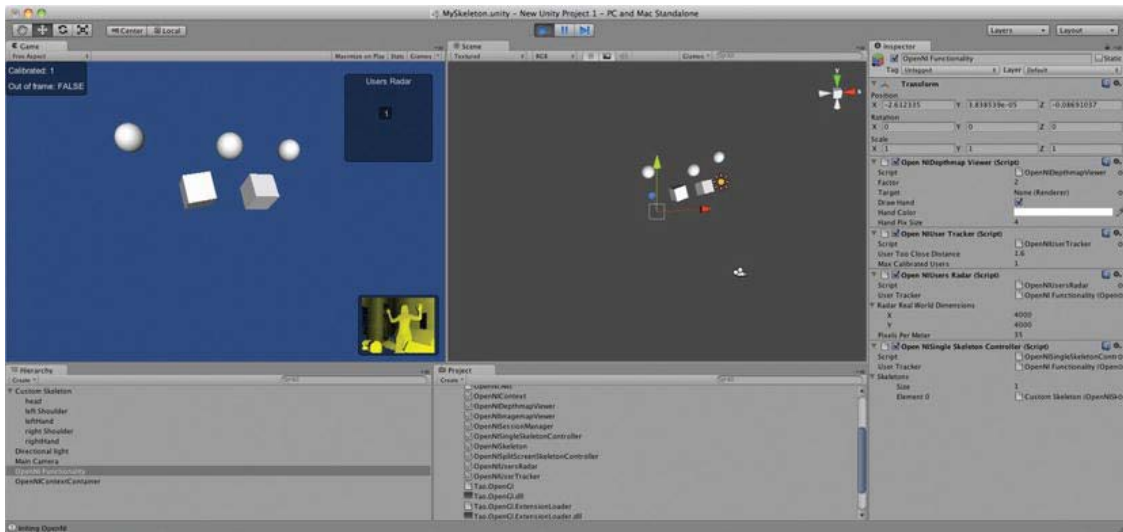 MySkeleton.unity - New Unity Project 1 - PC and Mac Standalone
Center
Local
Layers
Layout
Game
Free Aspect
Maximize on Play
Stats
Gizmos
Calibrated: 1
Out of frame: FALSE
Users Radar
1
Scene
Textured
RGB
Gizmos
Inspector
OpenNI Functionality
Static
Tag Untagged
Layer Default
Transform
Position
X -2.612335 Y 3.838539e-05 Z -0.08691037
Rotation
X 0 Y 0 Z 0
Scale
X 1 Y 1 Z 1
Open NIDepthmap Viewer (Script)
Script OpenNIDepthmapViewer
Factor 2
Target None (Renderer)
Draw Hand
Hand Color
Hand Pix Size 4
Open NIUser Tracker (Script)
Script OpenNIUserTracker
User Too Close Distance 1.6
Max Calibrated Users 1
Open NIUsers Radar (Script)
Script OpenNIUsersRadar
User Tracker OpenNI Functionality (OpenI
Radar Real World Dimensions
X 4000
Y 4000
Pixels Per Meter 35
Open NISingle Skeleton Controller (Script)
Script OpenNISingleSkeletonContro
User Tracker OpenNI Functionality (OpenI
Skeletons
Size 1
Element 0 Custom Skeleton (OpenNISk
Hierarchy
Create
Custom Skeleton
head
left Shoulder
leftHand
right Shoulder
rightHand
Directional light
Main Camera
OpenNI Functionality
OpenNIContextContainer
Project
Create
OpenNIContext
OpenNIDepthmapViewer
OpenNIImagemapViewer
OpenNISessionManager
OpenNISingleSkeletonController
OpenNISkeleton
OpenNISplitScreenSkeletonController
OpenNIUsersRadar
OpenNIUserTracker
Tao.OpenGl
Tao.OpenGl.dll
Tao.OpenGl.ExtensionLoader
Tao.OpenGl.ExtensionLoader.dll
Initing OpenNI